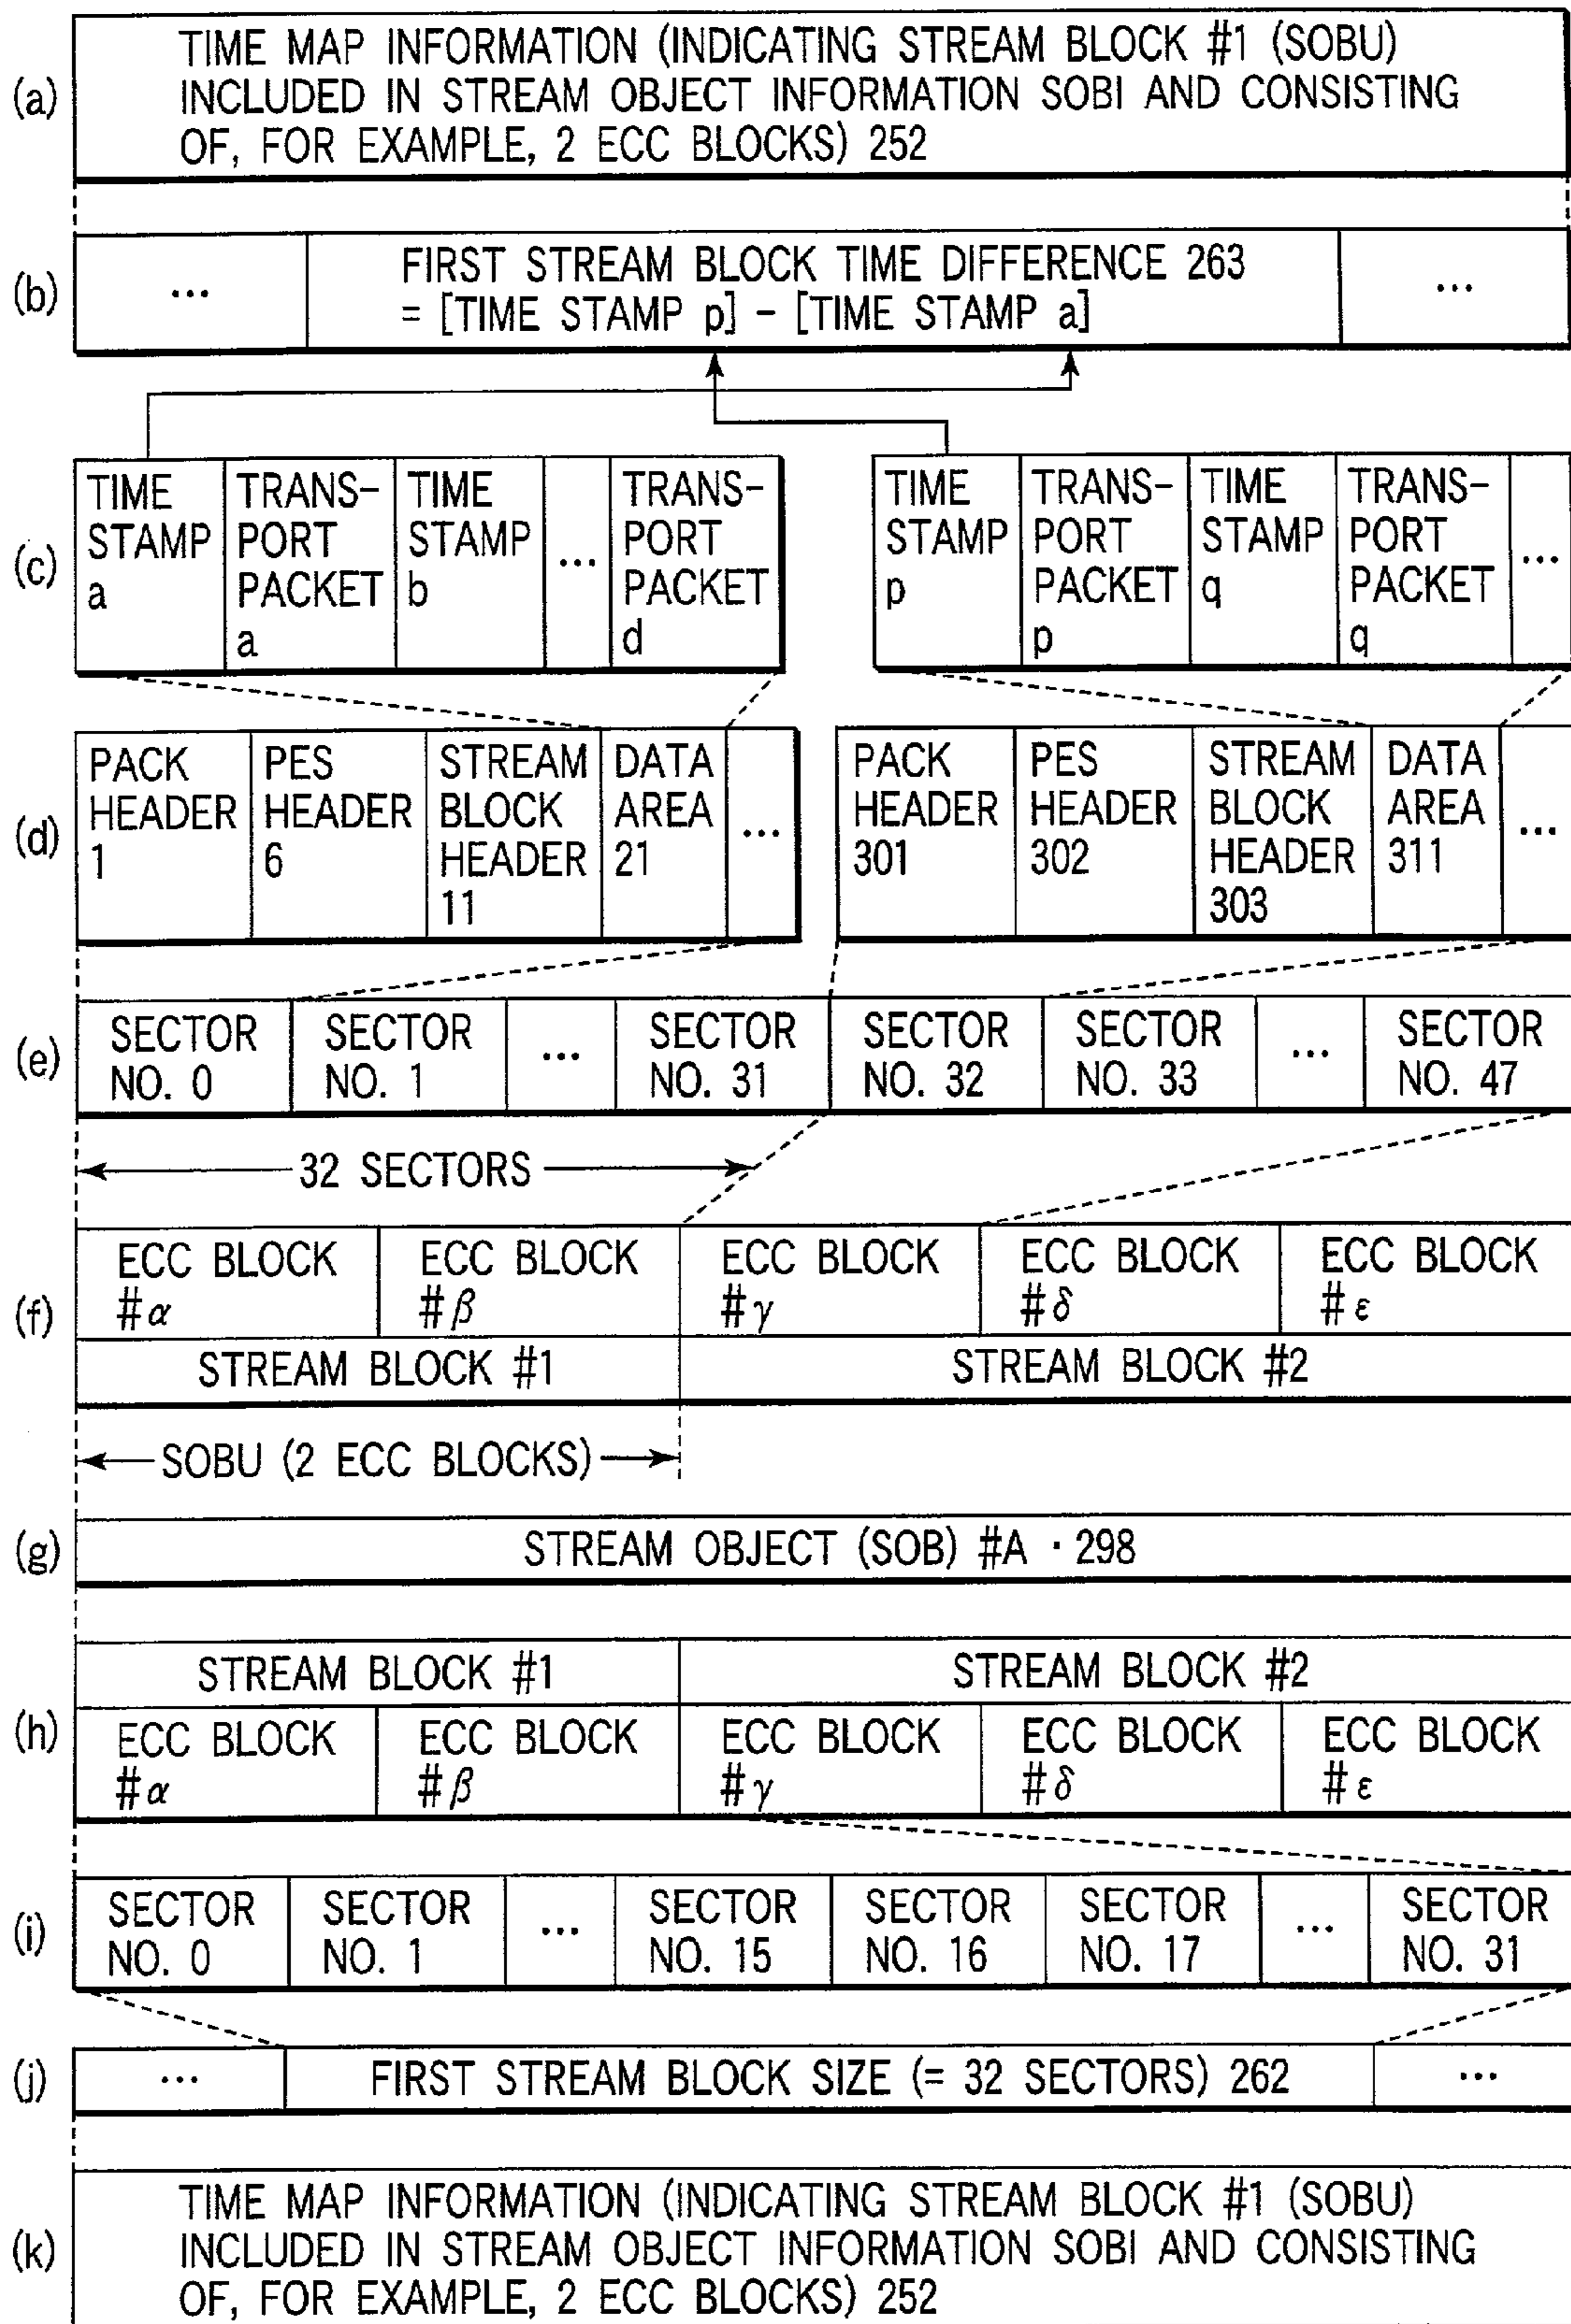 (a)
TIME MAP INFORMATION (INDICATING STREAM BLOCK #1 (SOBU)
INCLUDED IN STREAM OBJECT INFORMATION SOBI AND CONSISTING
OF, FOR EXAMPLE, 2 ECC BLOCKS) 252
(b)
...
FIRST STREAM BLOCK TIME DIFFERENCE 263
= [TIME STAMP p] - [TIME STAMP a]
...
(c)
TIME
STAMP
a
TRANS-
PORT
PACKET
a
TIME
STAMP
b
...
TRANS-
PORT
PACKET
d
TIME
STAMP
p
TRANS-
PORT
PACKET
p
TIME
STAMP
q
TRANS-
PORT
PACKET
q
...
(d)
PACK
HEADER
1
PES
HEADER
6
STREAM
BLOCK
HEADER
11
DATA
AREA
21
...
PACK
HEADER
301
PES
HEADER
302
STREAM
BLOCK
HEADER
303
DATA
AREA
311
...
(e)
SECTOR
NO. 0
SECTOR
NO. 1
...
SECTOR
NO. 31
SECTOR
NO. 32
SECTOR
NO. 33
...
SECTOR
NO. 47
32 SECTORS
(f)
ECC BLOCK
#α
ECC BLOCK
#β
ECC BLOCK
#γ
ECC BLOCK
#δ
ECC BLOCK
#ε
STREAM BLOCK #1
STREAM BLOCK #2
SOBU (2 ECC BLOCKS)
(g)
STREAM OBJECT (SOB) #A · 298
(h)
STREAM BLOCK #1
STREAM BLOCK #2
ECC BLOCK
#α
ECC BLOCK
#β
ECC BLOCK
#γ
ECC BLOCK
#δ
ECC BLOCK
#ε
(i)
SECTOR
NO. 0
SECTOR
NO. 1
...
SECTOR
NO. 15
SECTOR
NO. 16
SECTOR
NO. 17
...
SECTOR
NO. 31
(j)
...
FIRST STREAM BLOCK SIZE (= 32 SECTORS) 262
...
(k)
TIME MAP INFORMATION (INDICATING STREAM BLOCK #1 (SOBU)
INCLUDED IN STREAM OBJECT INFORMATION SOBI AND CONSISTING
OF, FOR EXAMPLE, 2 ECC BLOCKS) 252